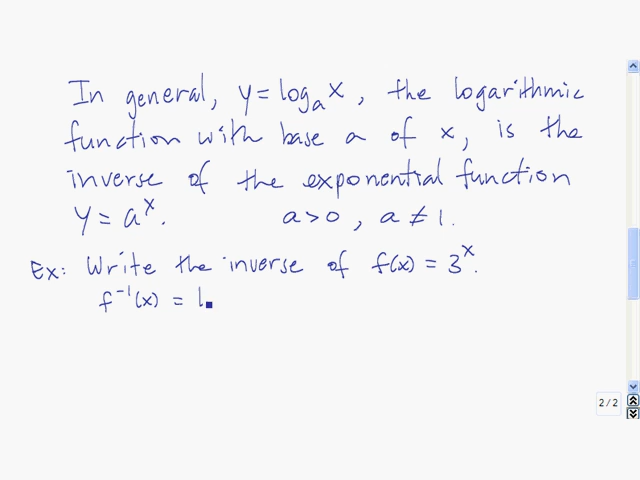 In general, y = logₐ x, the logarithmic
function with base a of x, is the
inverse of the exponential function
y = aˣ. a > 0, a ≠ 1.
Ex: Write the inverse of f(x) = 3ˣ.
f⁻¹(x) = l
2 / 2